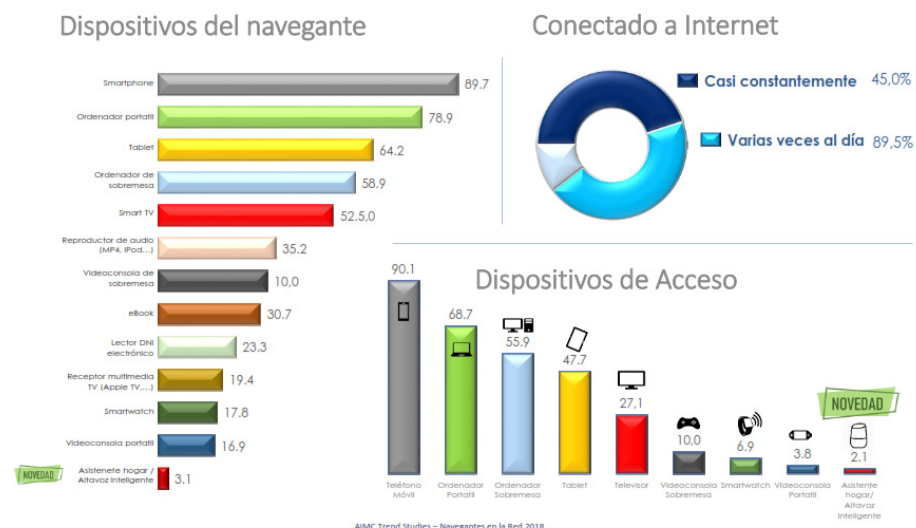 Dispositivos del navegante
Smartphone
89.7
Ordenador portatil
78.9
Tablet
64.2
Ordenador de
sobremesa
58.9
Smart TV
52.5,0
Reproductor de audio
(MP4, iPod...)
35.2
Videoconsola de
sobremesa
10,0
eBook
30.7
Lector DNI
electrónico
23.3
Receptor multimedia
TV (Apple TV,...)
19.4
Smartwatch
17.8
Videoconsola portatil
16.9
NOVEDAD
Asistenete hogar /
Altavoz Inteligente
3.1
Conectado a Internet
Casi constantemente 45,0%
Varias veces al día 89,5%
Dispositivos de Acceso
90.1
68.7
55.9
47.7
27,1
10,0
6.9
3.8
2.1
NOVEDAD
Teléfono
Móvil
Ordenador
Portatil
Ordenador
Sobremesa
Tablet
Televisor
Videoconsola
Sobremesa
Smartwatch
Videoconsola
Portatil
Asistente
hogar/
Altavoz
Inteligente
AIMC Trend Studies – Navegantes en la Red 2018